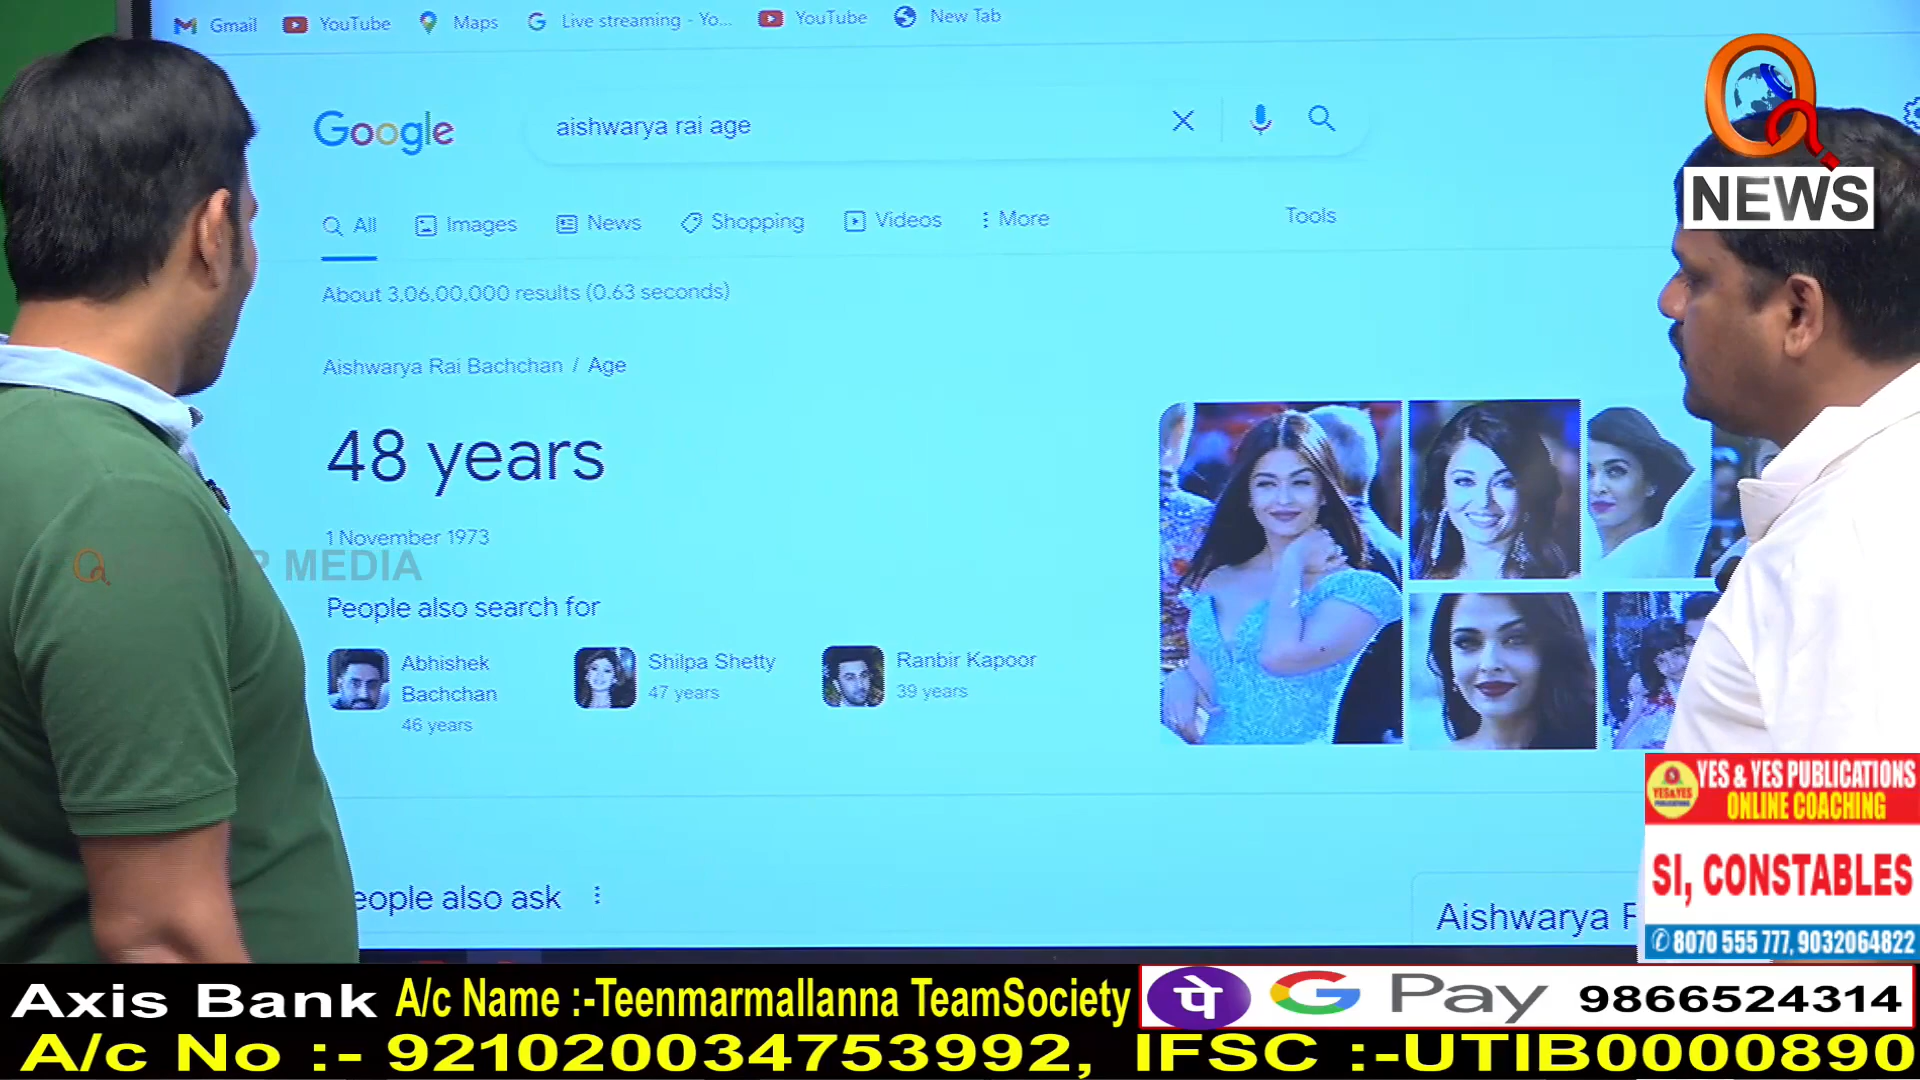 Gmail YouTube Maps Live streaming - Yo... YouTube New Tab
Google aishwarya rai age
NEWS
All Images News Shopping Videos More Tools
About 3,06,00,000 results (0.63 seconds)
Aishwarya Rai Bachchan / Age
48 years
1 November 1973
MEDIA
People also search for
Abhishek Bachchan
46 years
Shilpa Shetty
47 years
Ranbir Kapoor
39 years
eople also ask
Aishwarya
YES & YES PUBLICATIONS
ONLINE COACHING
YES&YES
SI, CONSTABLES
8070 555 777, 9032064822
Axis Bank A/c Name :-Teenmarmallanna TeamSociety
पे G Pay 9866524314
A/c No :- 921020034753992, IFSC :-UTIB0000890